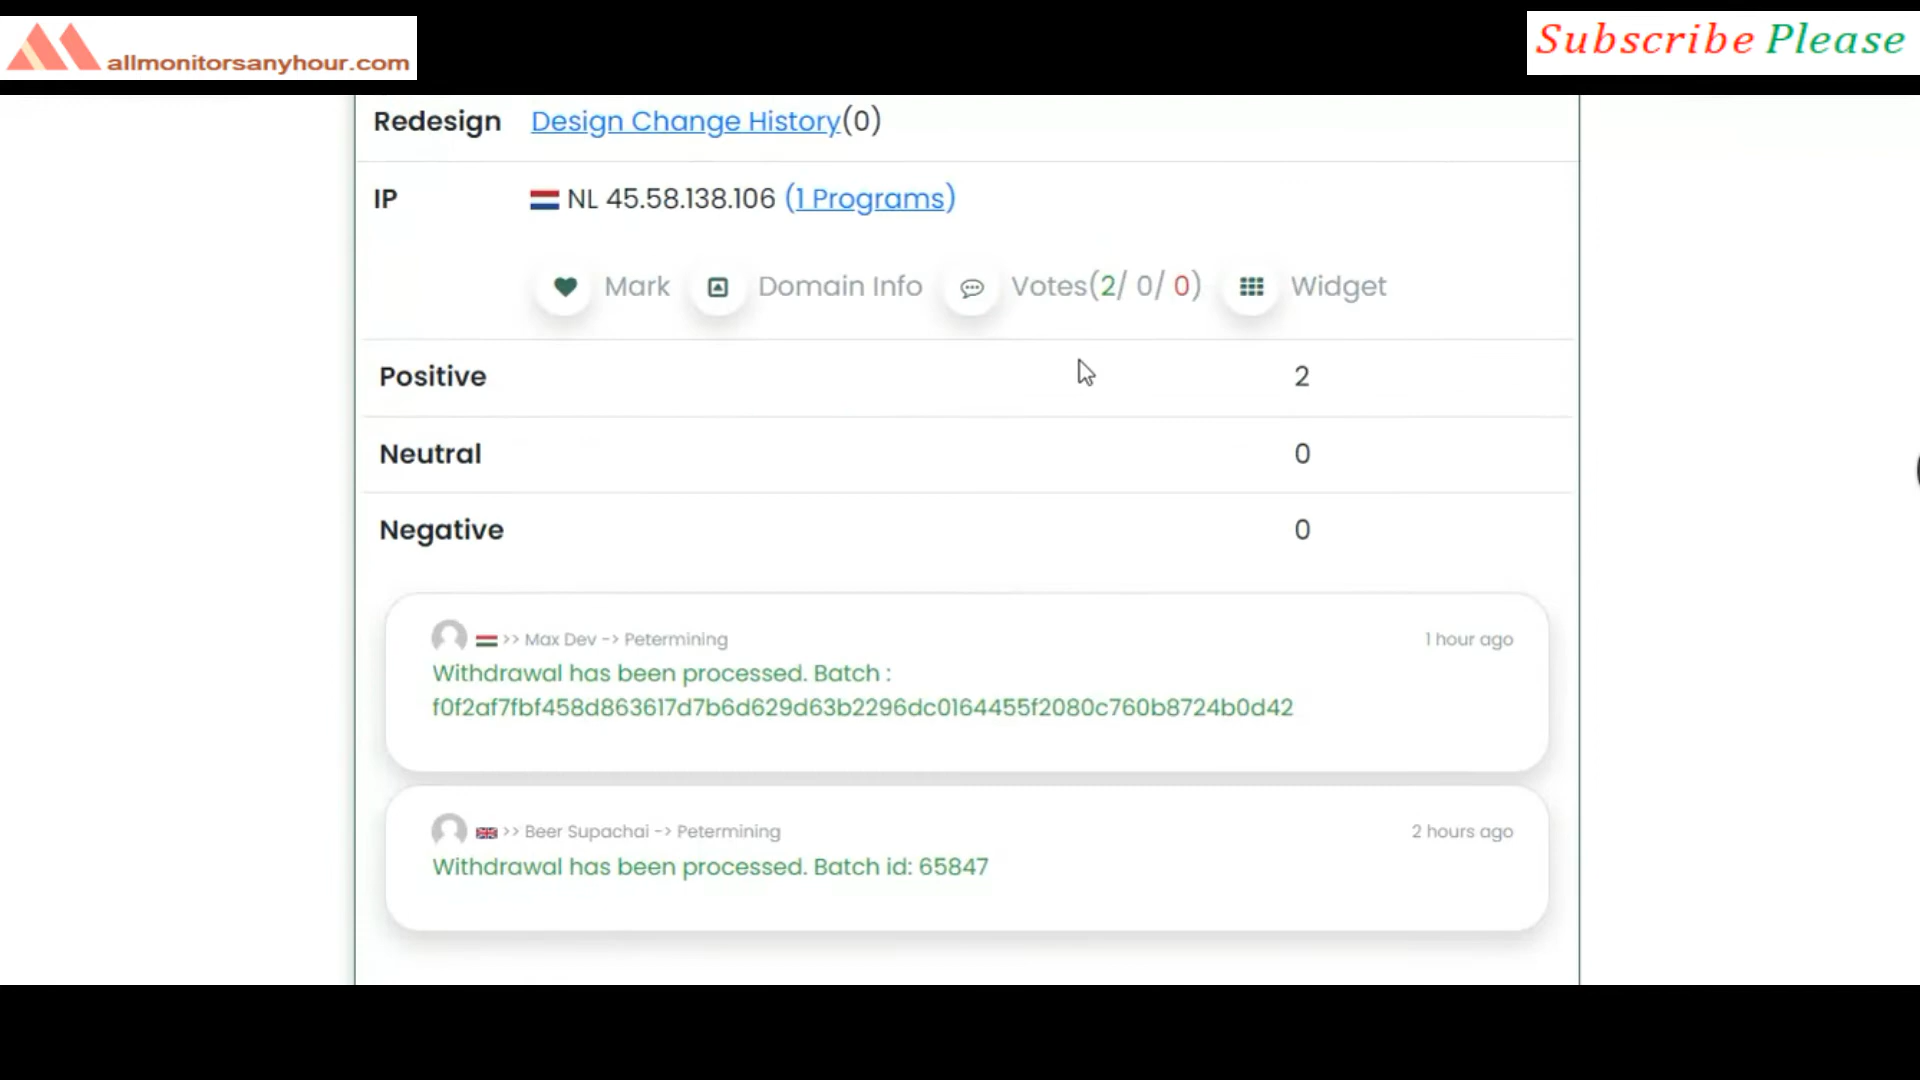 allmonitorsanyhour.com
Subscribe Please
Redesign Design Change History(0)
IP NL 45.58.138.106 (1 Programs)
Mark Domain Info Votes(2/ 0/ 0) Widget
Positive 2
Neutral 0
Negative 0
>> Max Dev -> Petermining 1 hour ago
Withdrawal has been processed. Batch :
f0f2af7fbf458d863617d7b6d629d63b2296dc0164455f2080c760b8724b0d42
>> Beer Supachai -> Petermining 2 hours ago
Withdrawal has been processed. Batch id: 65847